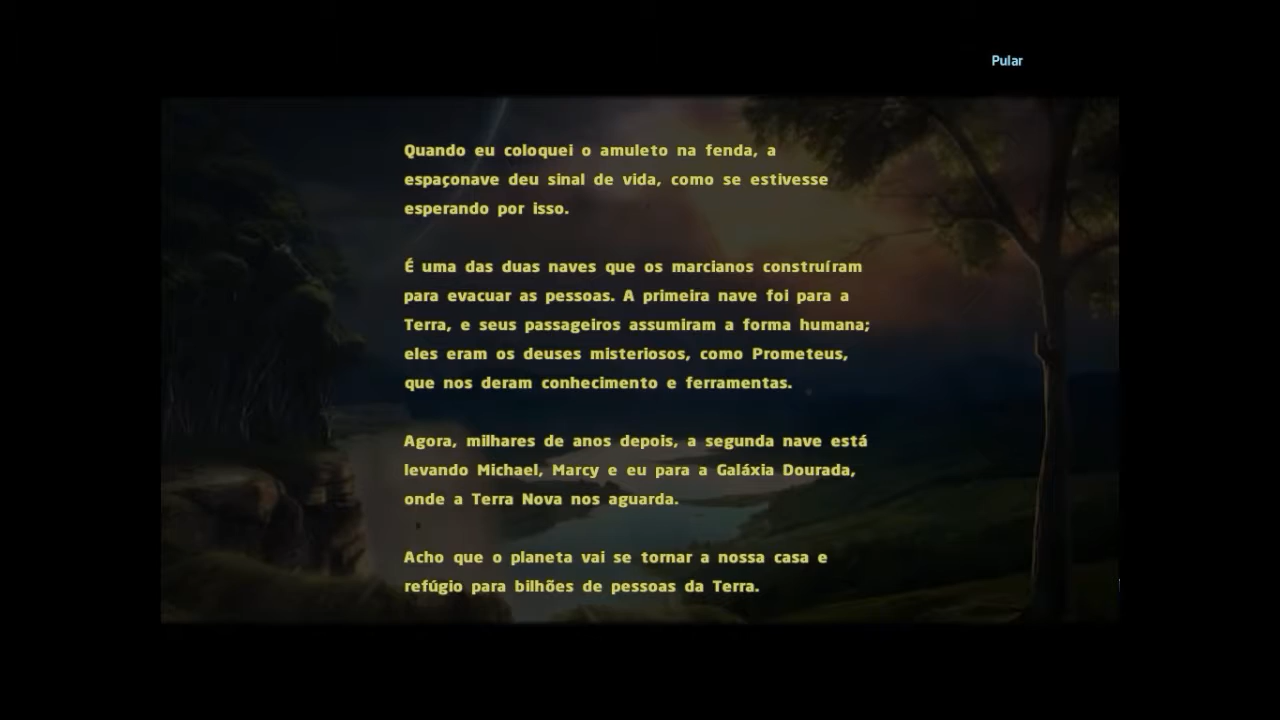 Pular
Quando eu coloquei o amuleto na fenda, a
espaçonave deu sinal de vida, como se estivesse
esperando por isso.
É uma das duas naves que os marcianos construíram
para evacuar as pessoas. A primeira nave foi para a
Terra, e seus passageiros assumiram a forma humana;
eles eram os deuses misteriosos, como Prometeus,
que nos deram conhecimento e ferramentas.
Agora, milhares de anos depois, a segunda nave está
levando Michael, Marcy e eu para a Galáxia Dourada,
onde a Terra Nova nos aguarda.
Acho que o planeta vai se tornar a nossa casa e
refúgio para bilhões de pessoas da Terra.